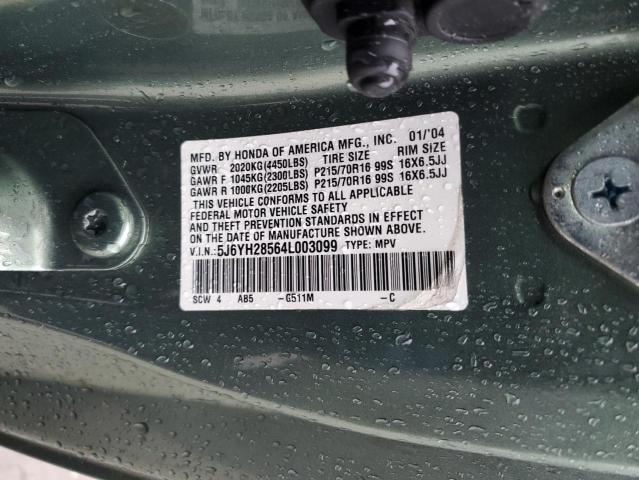 MFD. BY HONDA OF AMERICA MFG., INC. 01/'04
GVWR 2020KG(4450LBS) TIRE SIZE RIM SIZE
GAWR F 1045KG(2300LBS) P215/70R16 99S 16X6.5JJ
GAWR R 1000KG(2205LBS) P215/70R16 99S 16X6.5JJ
THIS VEHICLE CONFORMS TO ALL APPLICABLE
FEDERAL MOTOR VEHICLE SAFETY
AND THEFT PREVENTION STANDARDS IN EFFECT
ON THE DATE OF MANUFACTURE SHOWN ABOVE.
V.I.N.: 5J6YH28564L003099 TYPE: MPV
SCW 4 AB5 -G511M -C